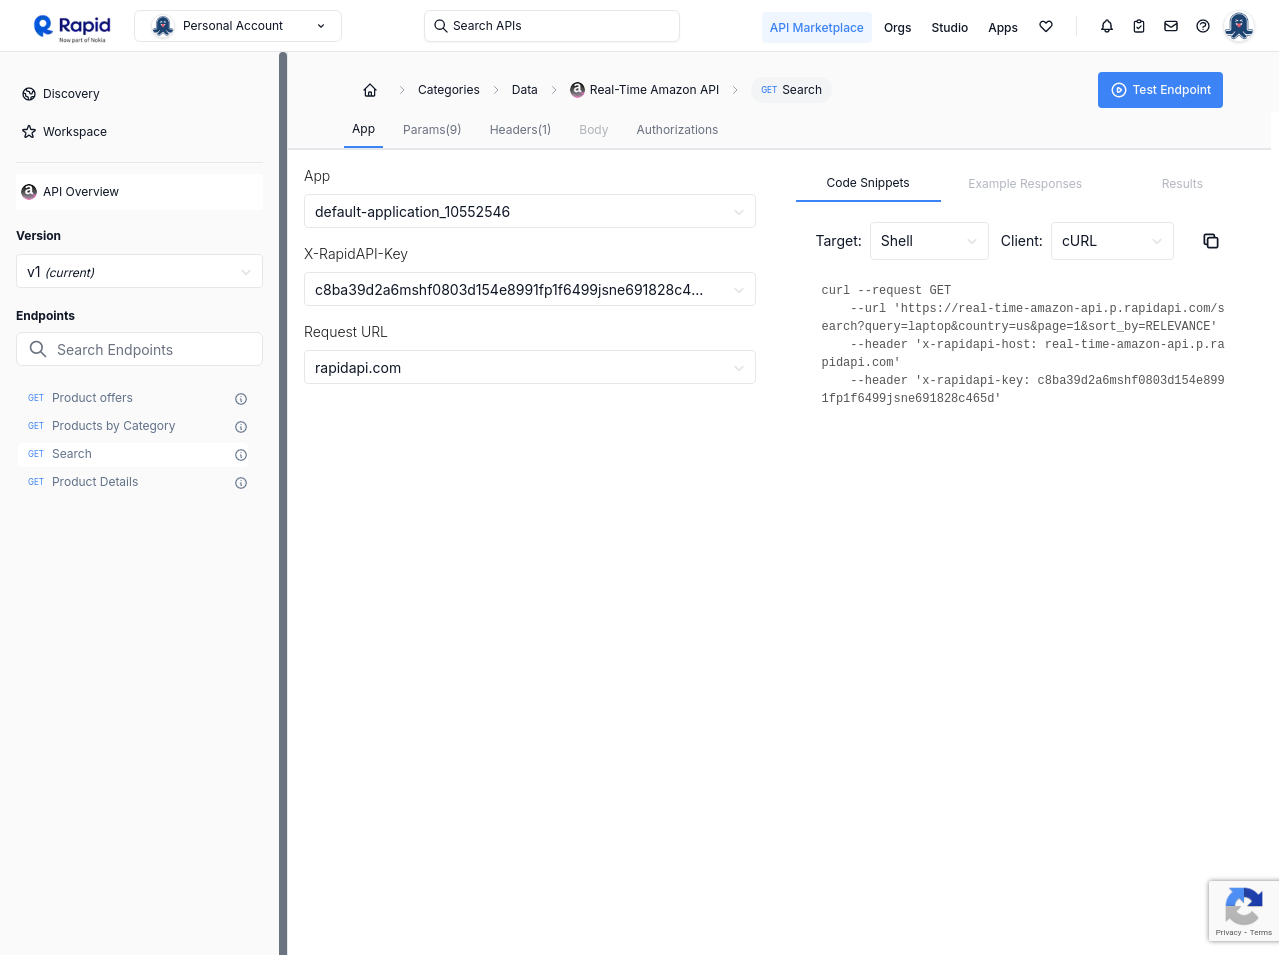 Rapid
Now part of Nokia
Personal Account
Search APIs
API Marketplace
Orgs
Studio
Apps
Discovery
Workspace
API Overview
Version
v1 (current)
Endpoints
Search Endpoints
GET Product offers
GET Products by Category
GET Search
GET Product Details
Categories
Data
a Real-Time Amazon API
GET Search
Test Endpoint
App
Params(9)
Headers(1)
Body
Authorizations
App
default-application_10552546
X-RapidAPI-Key
c8ba39d2a6mshf0803d154e8991fp1f6499jsne691828c4...
Request URL
rapidapi.com
Code Snippets
Example Responses
Results
Target: Shell
Client: cURL
curl --request GET
--url 'https://real-time-amazon-api.p.rapidapi.com/s
earch?query=laptop&country=us&page=1&sort_by=RELEVANCE'
--header 'x-rapidapi-host: real-time-amazon-api.p.ra
pidapi.com'
--header 'x-rapidapi-key: c8ba39d2a6mshf0803d154e899
1fp1f6499jsne691828c465d'
Privacy - Terms